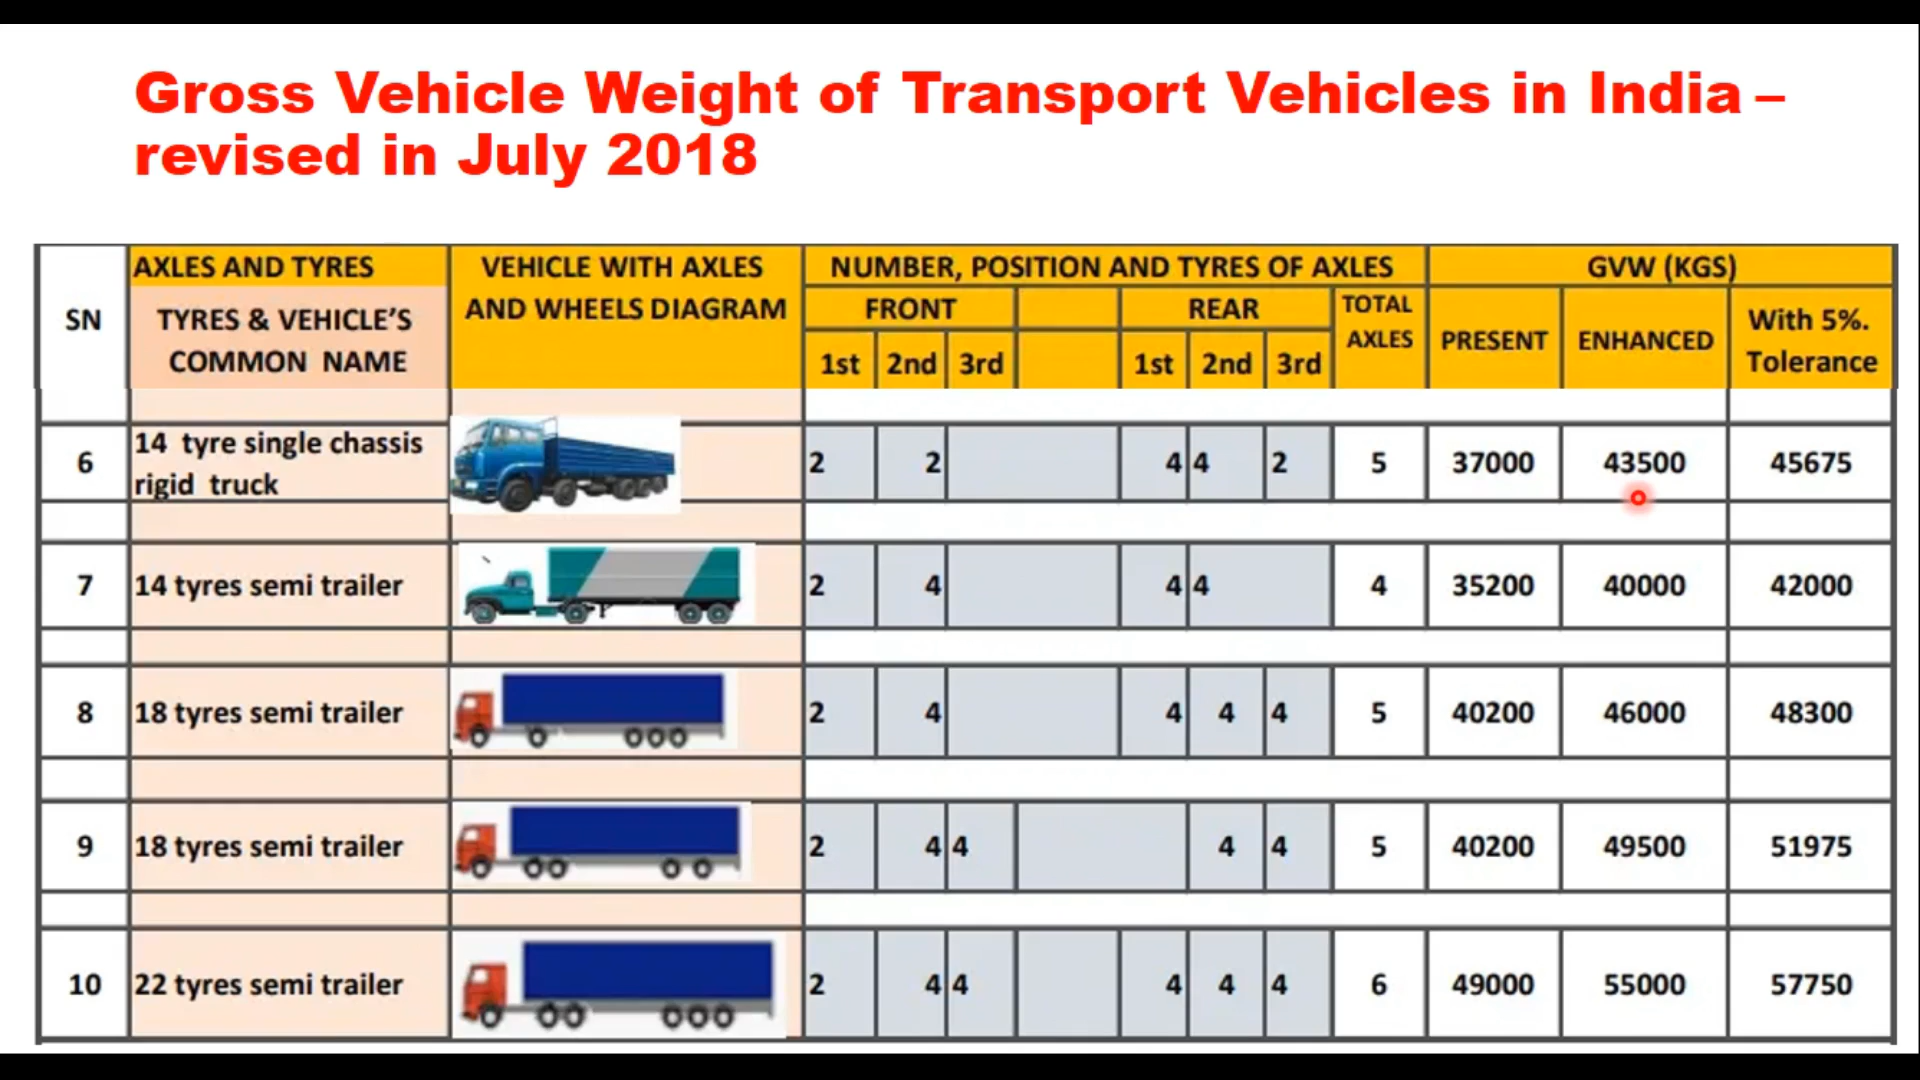 Gross Vehicle Weight of Transport Vehicles in India –
revised in July 2018
SN
AXLES AND TYRES
TYRES & VEHICLE'S
COMMON NAME
VEHICLE WITH AXLES
AND WHEELS DIAGRAM
NUMBER, POSITION AND TYRES OF AXLES
FRONT
REAR
TOTAL
AXLES
1st 2nd 3rd 1st 2nd 3rd
GVW (KGS)
PRESENT ENHANCED
With 5%.
Tolerance
6
14 tyre single chassis
rigid truck
2 2 4 4 2 5 37000 43500 45675
7 14 tyres semi trailer 2 4 4 4 4 35200 40000 42000
8 18 tyres semi trailer 2 4 4 4 4 5 40200 46000 48300
9 18 tyres semi trailer 2 4 4 4 4 5 40200 49500 51975
10 22 tyres semi trailer 2 4 4 4 4 4 6 49000 55000 57750